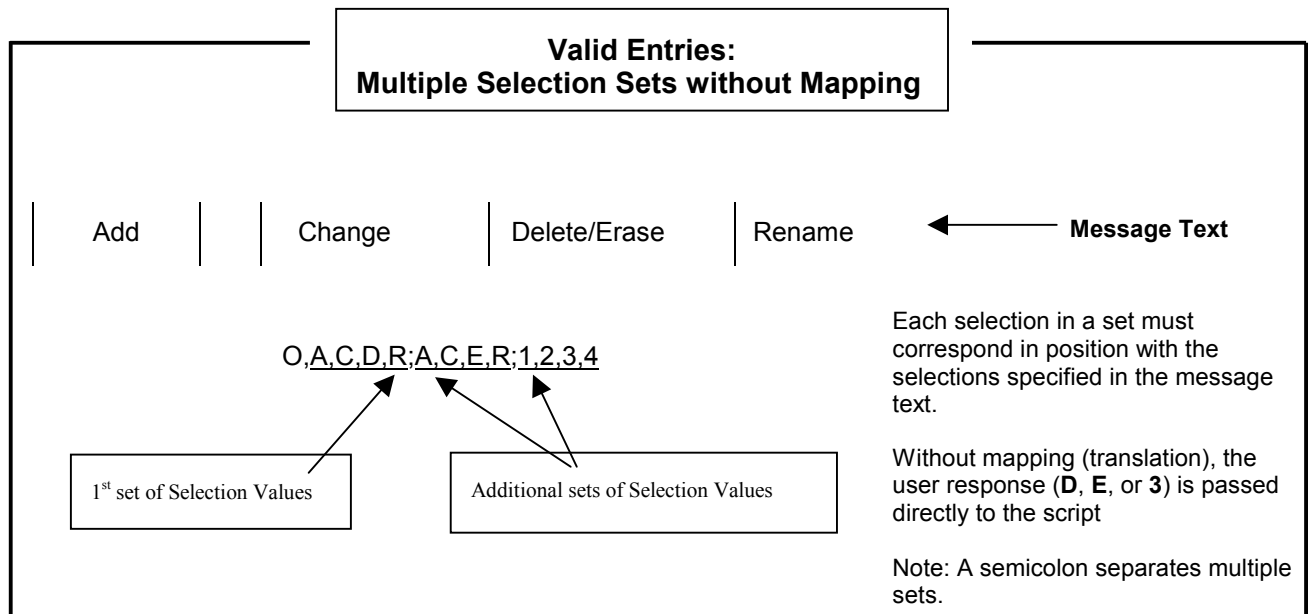 Valid Entries:
Multiple Selection Sets without Mapping
Add Change Delete/Erase Rename Message Text
O,A,C,D,R;A,C,E,R;1,2,3,4
1st set of Selection Values
Additional sets of Selection Values
Each selection in a set must
correspond in position with the
selections specified in the message
text.
Without mapping (translation), the
user response (D, E, or 3) is passed
directly to the script
Note: A semicolon separates multiple
sets.